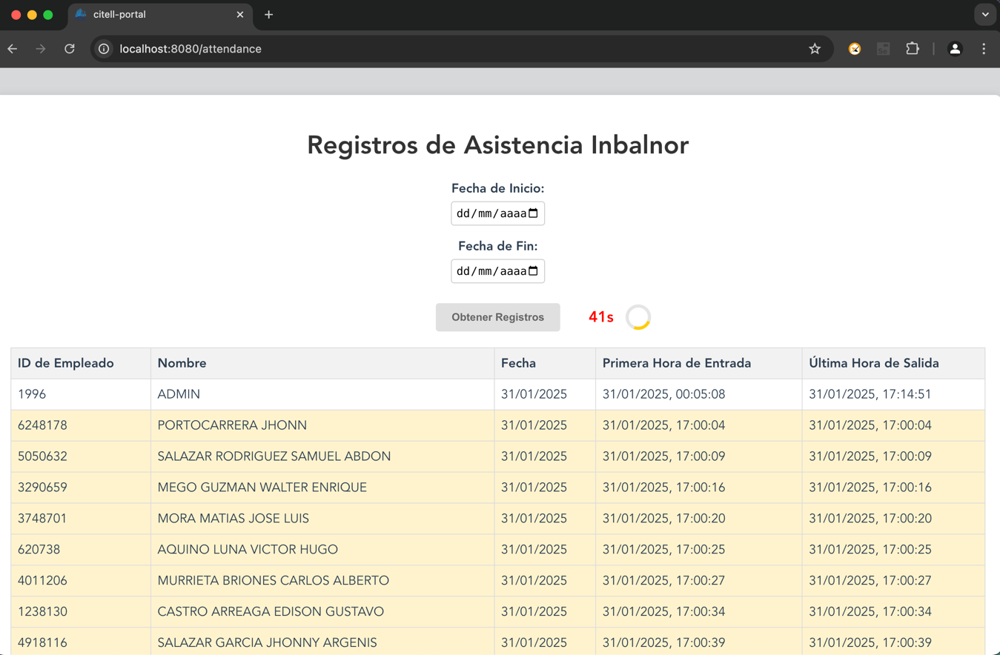 citell-portal
localhost:8080/attendance
Registros de Asistencia Inbalnor
Fecha de Inicio:
dd/mm/aaaa
Fecha de Fin:
dd/mm/aaaa
Obtener Registros 41s
ID de Empleado Nombre Fecha Primera Hora de Entrada Última Hora de Salida
1996 ADMIN 31/01/2025 31/01/2025, 00:05:08 31/01/2025, 17:14:51
6248178 PORTOCARRERA JHONN 31/01/2025 31/01/2025, 17:00:04 31/01/2025, 17:00:04
5050632 SALAZAR RODRIGUEZ SAMUEL ABDON 31/01/2025 31/01/2025, 17:00:09 31/01/2025, 17:00:09
3290659 MEGO GUZMAN WALTER ENRIQUE 31/01/2025 31/01/2025, 17:00:16 31/01/2025, 17:00:16
3748701 MORA MATIAS JOSE LUIS 31/01/2025 31/01/2025, 17:00:20 31/01/2025, 17:00:20
620738 AQUINO LUNA VICTOR HUGO 31/01/2025 31/01/2025, 17:00:25 31/01/2025, 17:00:25
4011206 MURRIETA BRIONES CARLOS ALBERTO 31/01/2025 31/01/2025, 17:00:27 31/01/2025, 17:00:27
1238130 CASTRO ARREAGA EDISON GUSTAVO 31/01/2025 31/01/2025, 17:00:34 31/01/2025, 17:00:34
4918116 SALAZAR GARCIA JHONNY ARGENIS 31/01/2025 31/01/2025, 17:00:39 31/01/2025, 17:00:39